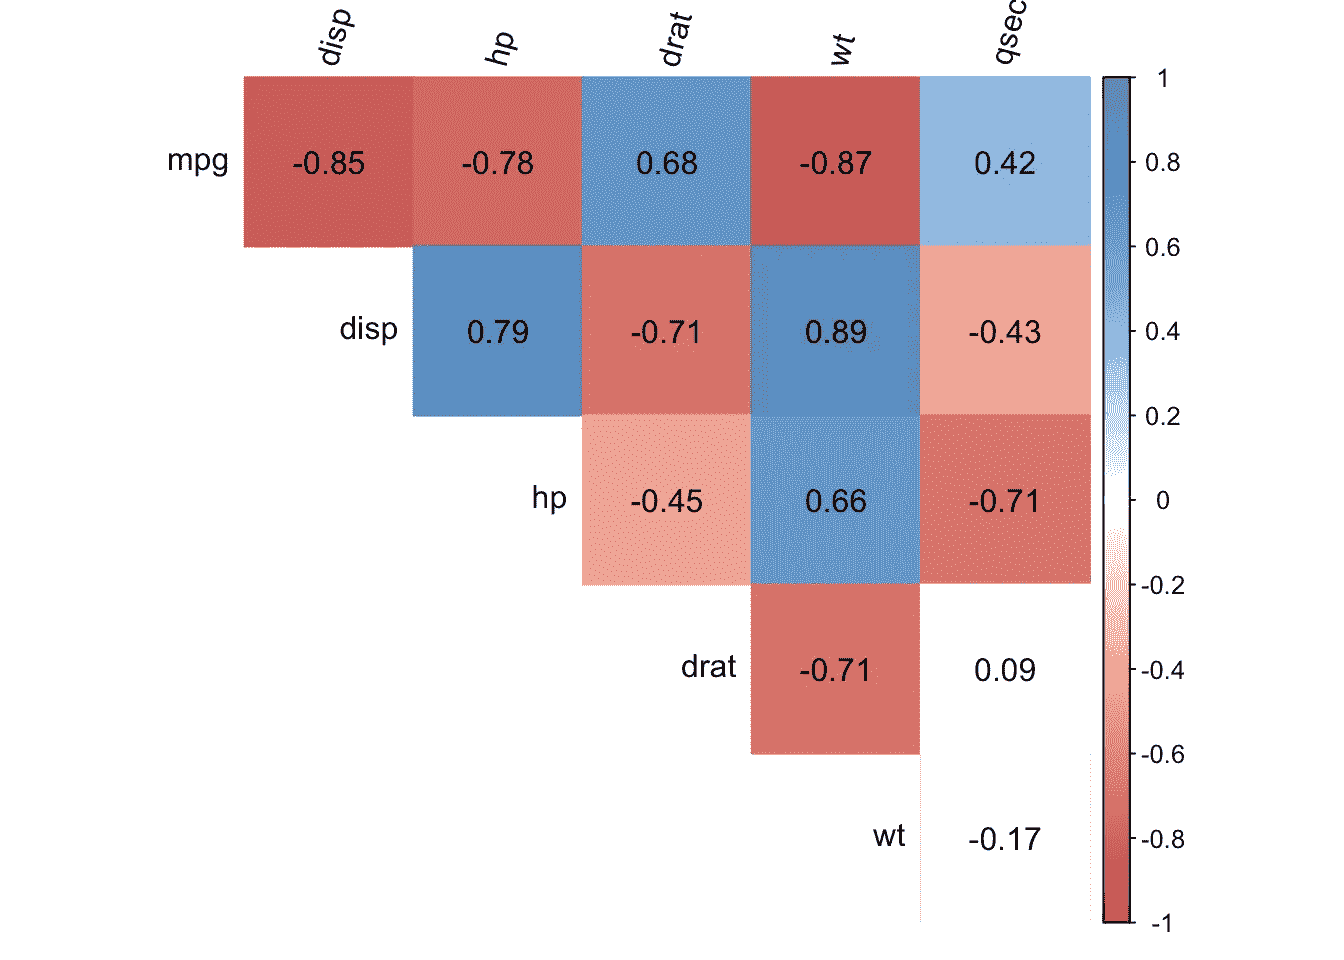 disp hp drat wt qsec
mpg -0.85 -0.78 0.68 -0.87 0.42
disp 0.79 -0.71 0.89 -0.43
hp -0.45 0.66 -0.71
drat -0.71 0.09
wt -0.17
1
0.8
0.6
0.4
0.2
0
-0.2
-0.4
-0.6
-0.8
-1